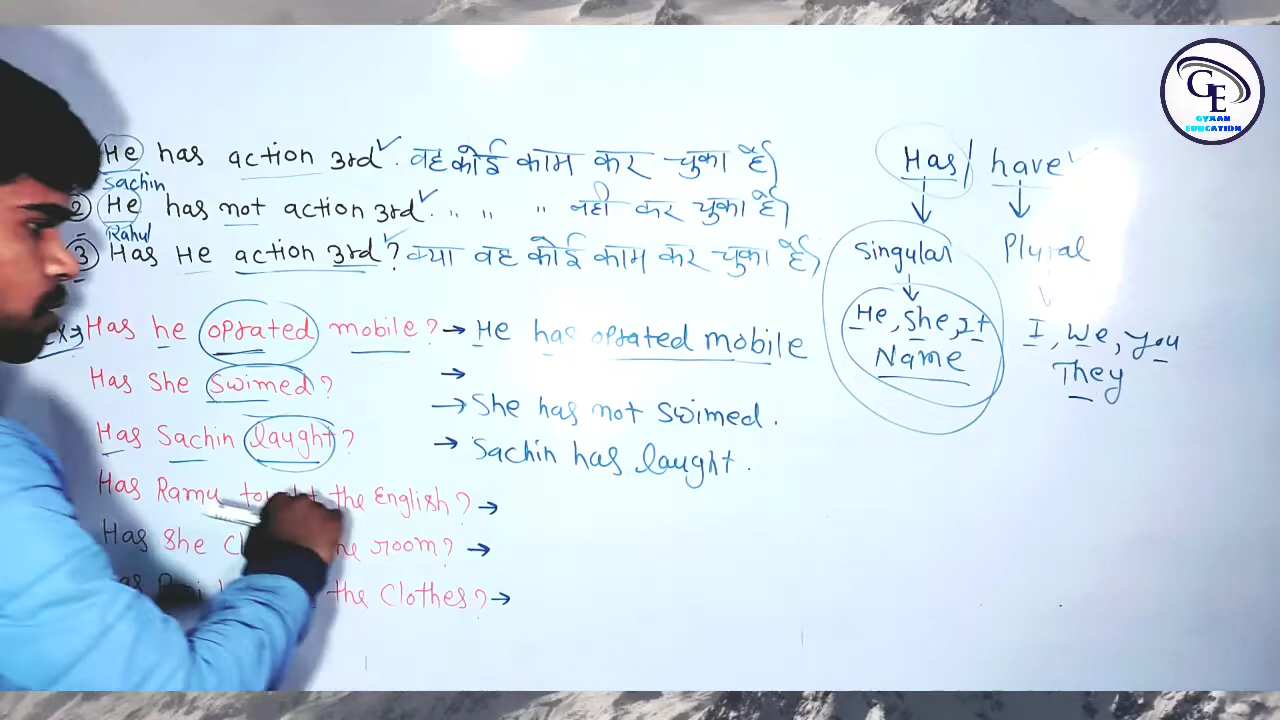 He has action 3rd. वह कोई काम कर चुका है।
Sachin
② He has not action 3rd. " " " नही कर चुका है।
Rahul
③ Has He action 3rd? क्या वह कोई काम कर चुका है।
Has he oprated mobile? → He has oprated mobile
Has She Swimed? →
→ She has not swimed.
Has Sachin laught? → Sachin has laught.
Has Ramu the English? →
Has she room? →
the Clothes? →
Has / have
Singular Plural
He, She, It I, We, you
Name They
GE
GYAAN
EDUCATION